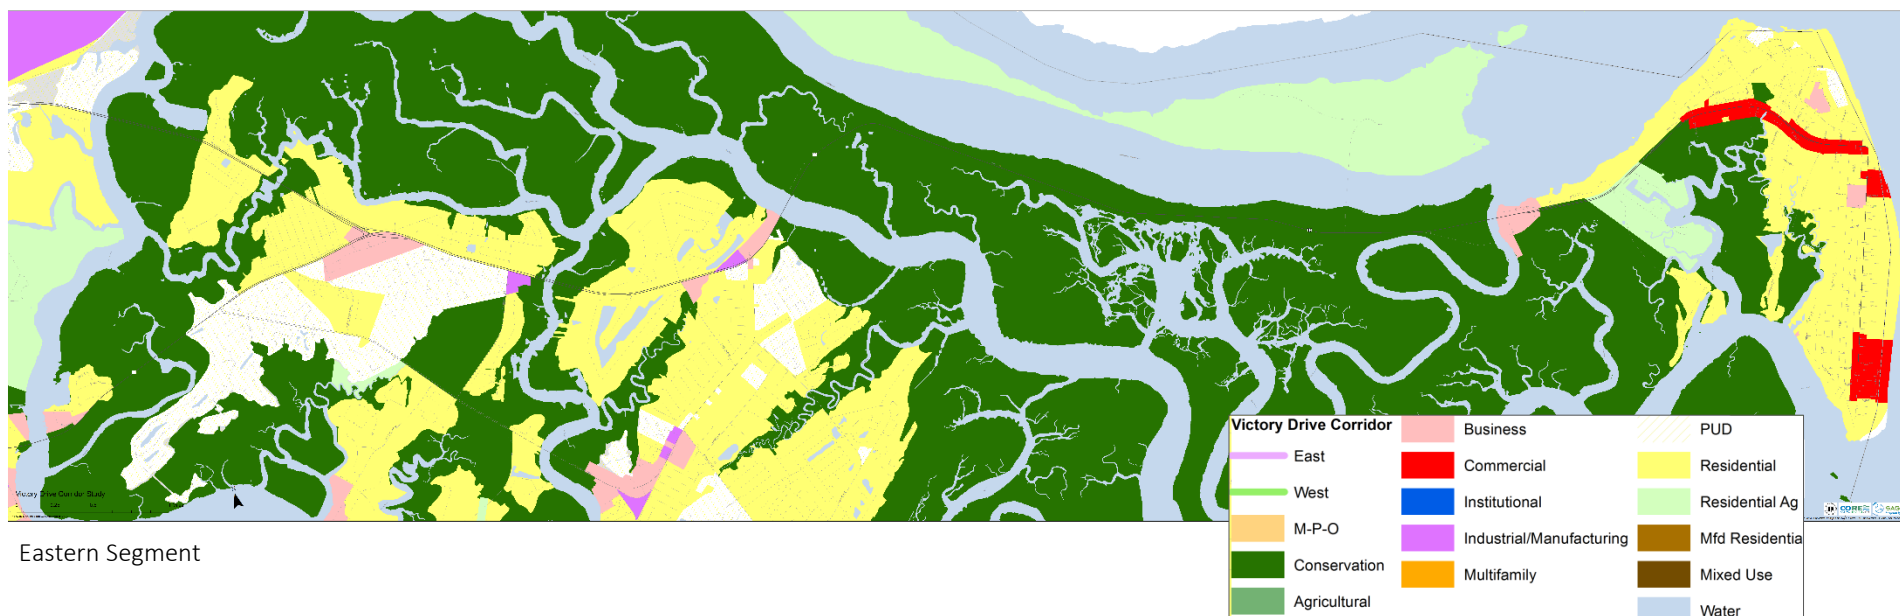 Victory Drive Corridor Study
Victory Drive Corridor
East
West
M-P-O
Conservation
Agricultural
Business
Commercial
Institutional
Industrial/Manufacturing
Multifamily
PUD
Residential
Residential Ag
Mfd Residentia
Mixed Use
Water
CORE
Eastern Segment